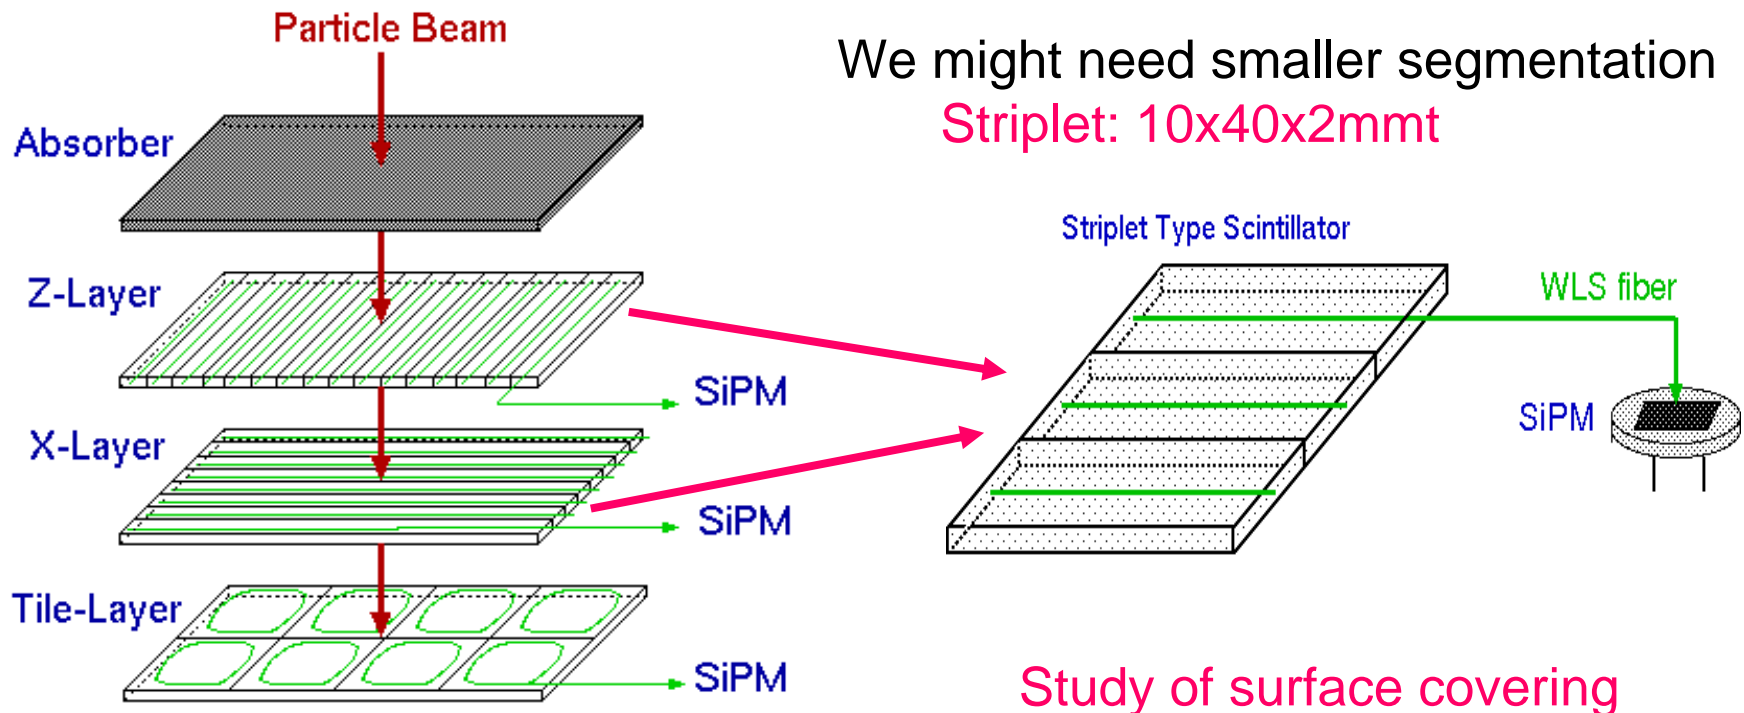 Particle Beam
We might need smaller segmentation
Striplet: 10x40x2mmt
Absorber
Striplet Type Scintillator
Z-Layer
WLS fiber
SiPM
SiPM
X-Layer
SiPM
Tile-Layer
SiPM
Study of surface covering